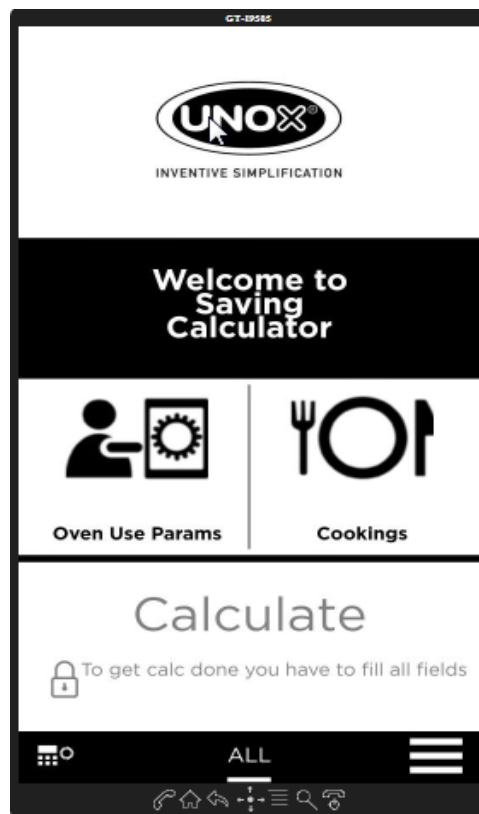 GT-I9505
UNOX®
INVENTIVE SIMPLIFICATION
Welcome to
Saving
Calculator
Oven Use Params
Cookings
Calculate
To get calc done you have to fill all fields
ALL